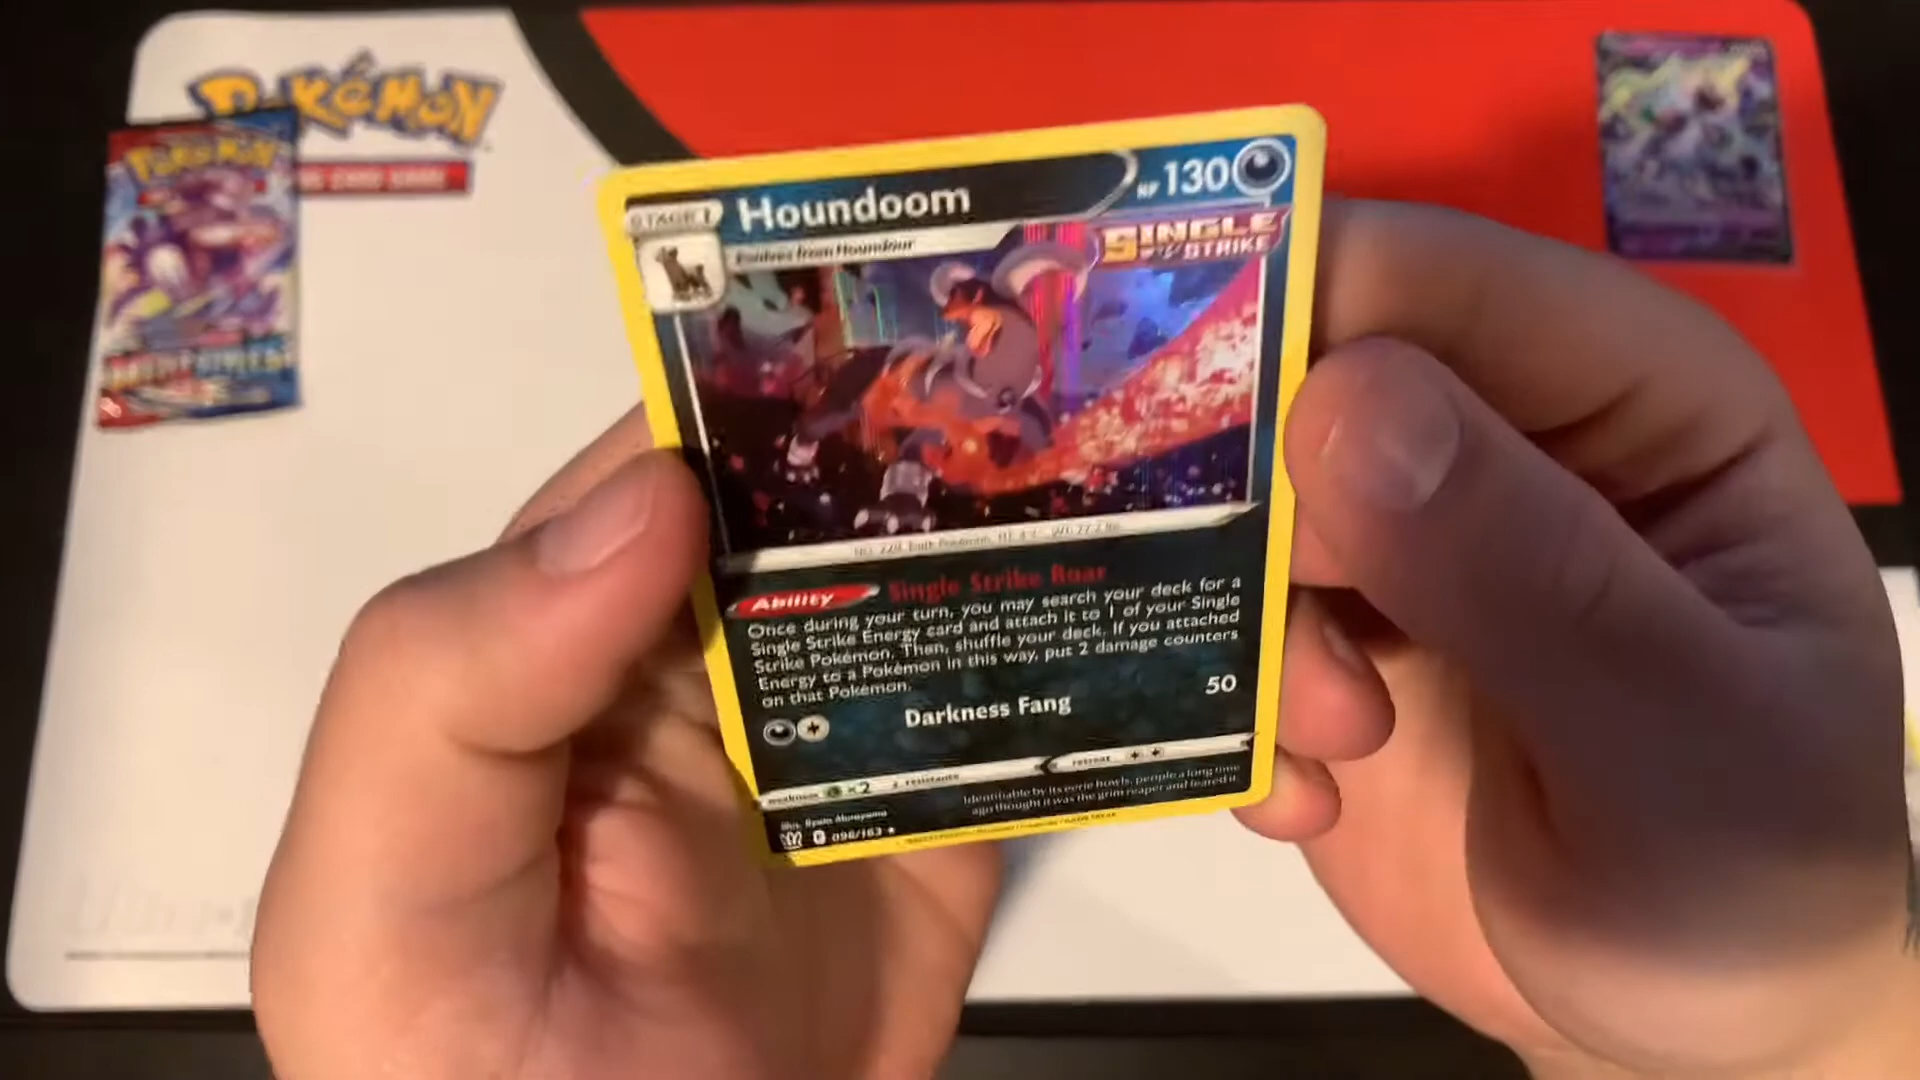 POKÉMON
POKÉMON
STAGE 1
Houndoom
HP 130
Evolves from Houndour
SINGLE
STRIKE
Ability Single Strike Roar
Once during your turn, you may search your deck for a
Single Strike Energy card and attach it to 1 of your Single
Strike Pokémon. Then, shuffle your deck. If you attached
Energy to a Pokémon in this way, put 2 damage counters
on that Pokémon.
Darkness Fang 50
weakness ×2 resistance retreat
Identifiable by its eerie howls, people a long time
ago thought it was the grim reaper and feared it.
096/163